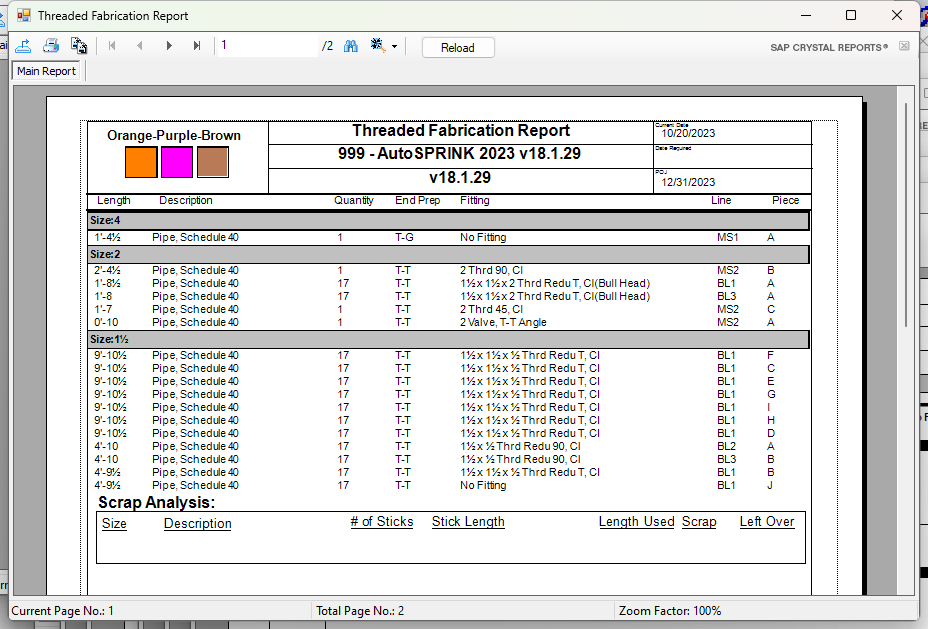 Threaded Fabrication Report
1 /2 Reload SAP CRYSTAL REPORTS®
Main Report
Orange-Purple-Brown
Threaded Fabrication Report
999 - AutoSPRINK 2023 v18.1.29
v18.1.29
Current Date
10/20/2023
Date Required
12/31/2023
Length Description Quantity End Prep Fitting Line Piece
Size:4
1'-4½ Pipe, Schedule 40 1 T-G No Fitting MS1 A
Size:2
2'-4½ Pipe, Schedule 40 1 T-T 2 Thrd 90, CI MS2 B
1'-8½ Pipe, Schedule 40 17 T-T 1½ x 1½ x 2 Thrd Redu T, CI(Bull Head) BL1 A
1'-8 Pipe, Schedule 40 17 T-T 1½ x 1½ x 2 Thrd Redu T, CI(Bull Head) BL3 A
1'-7 Pipe, Schedule 40 1 T-T 2 Thrd 45, CI MS2 C
0'-10 Pipe, Schedule 40 1 T-T 2 Valve, T-T Angle MS2 A
Size:1½
9'-10½ Pipe, Schedule 40 17 T-T 1½ x 1½ x ½ Thrd Redu T, CI BL1 F
9'-10½ Pipe, Schedule 40 17 T-T 1½ x 1½ x ½ Thrd Redu T, CI BL1 C
9'-10½ Pipe, Schedule 40 17 T-T 1½ x 1½ x ½ Thrd Redu T, CI BL1 E
9'-10½ Pipe, Schedule 40 17 T-T 1½ x 1½ x ½ Thrd Redu T, CI BL1 G
9'-10½ Pipe, Schedule 40 17 T-T 1½ x 1½ x ½ Thrd Redu T, CI BL1 I
9'-10½ Pipe, Schedule 40 17 T-T 1½ x 1½ x ½ Thrd Redu T, CI BL1 H
9'-10½ Pipe, Schedule 40 17 T-T 1½ x 1½ x ½ Thrd Redu T, CI BL1 D
4'-10 Pipe, Schedule 40 17 T-T 1½ x ½ Thrd Redu 90, CI BL2 A
4'-10 Pipe, Schedule 40 17 T-T 1½ x ½ Thrd Redu 90, CI BL3 B
4'-9½ Pipe, Schedule 40 17 T-T 1½ x 1½ x ½ Thrd Redu T, CI BL1 B
4'-9½ Pipe, Schedule 40 17 T-T No Fitting BL1 J
Scrap Analysis:
Size Description # of Sticks Stick Length Length Used Scrap Left Over
Current Page No.: 1 Total Page No.: 2 Zoom Factor: 100%